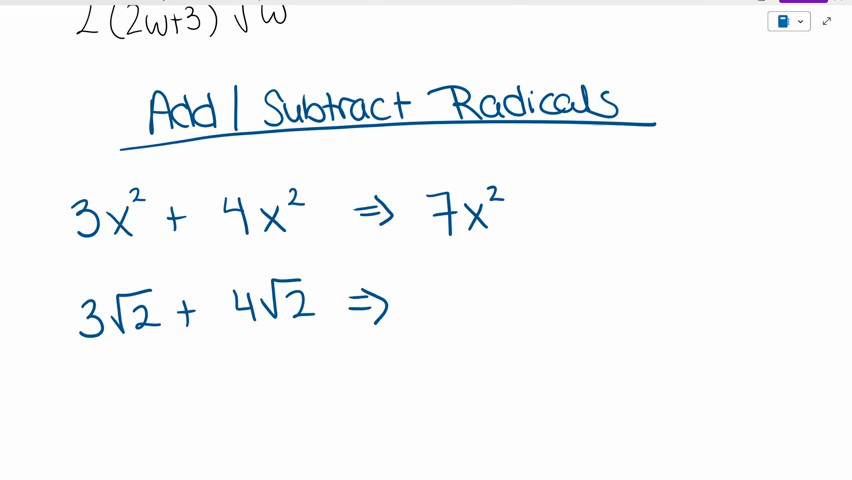 2(2w+3) √w
Add | Subtract Radicals
3x² + 4x² ⇒ 7x²
3√2 + 4√2 ⇒